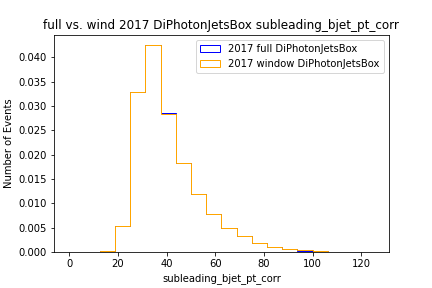 full vs. wind 2017 DiPhotonJetsBox subleading_bjet_pt_corr
2017 full DiPhotonJetsBox
2017 window DiPhotonJetsBox
Number of Events
0.040
0.035
0.030
0.025
0.020
0.015
0.010
0.005
0.000
0 20 40 60 80 100 120
subleading_bjet_pt_corr